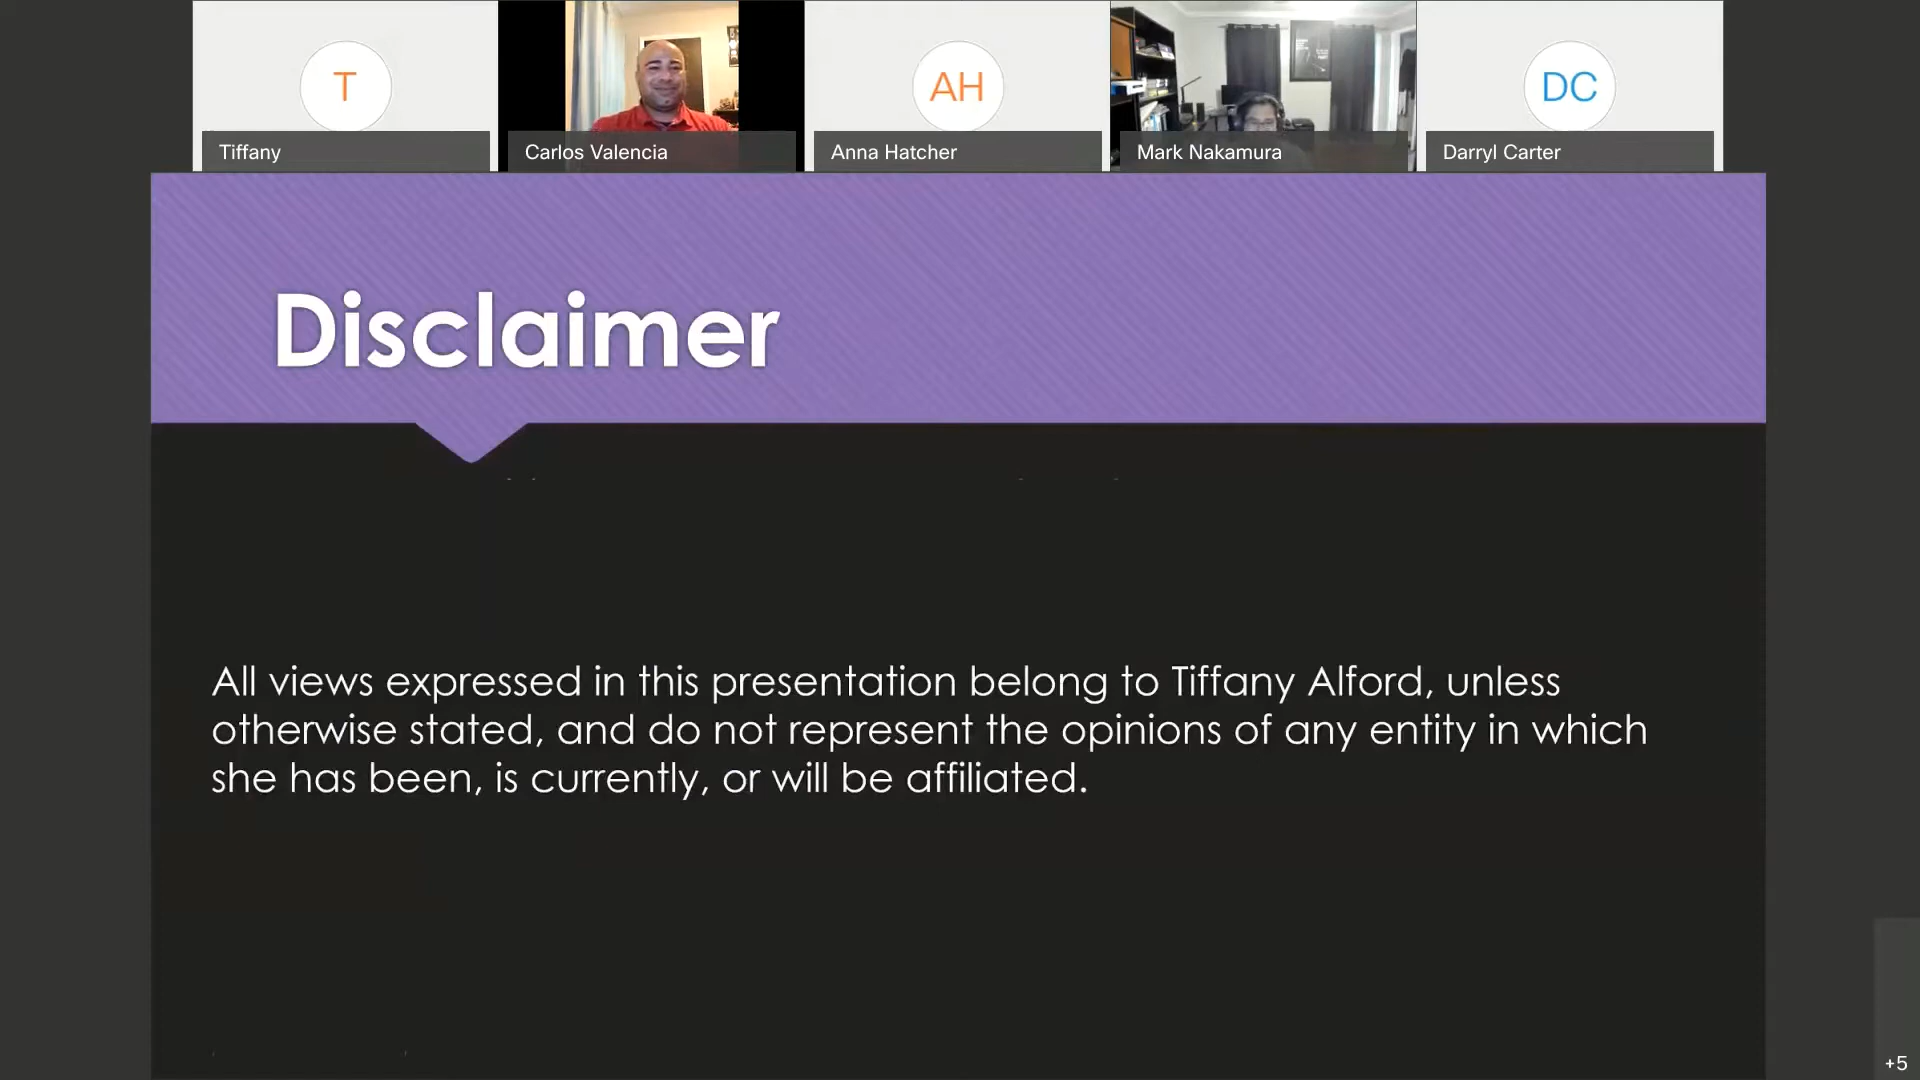 T
AH
DC
Tiffany
Carlos Valencia
Anna Hatcher
Mark Nakamura
Darryl Carter
Disclaimer
All views expressed in this presentation belong to Tiffany Alford, unless
otherwise stated, and do not represent the opinions of any entity in which
she has been, is currently, or will be affiliated.
+5